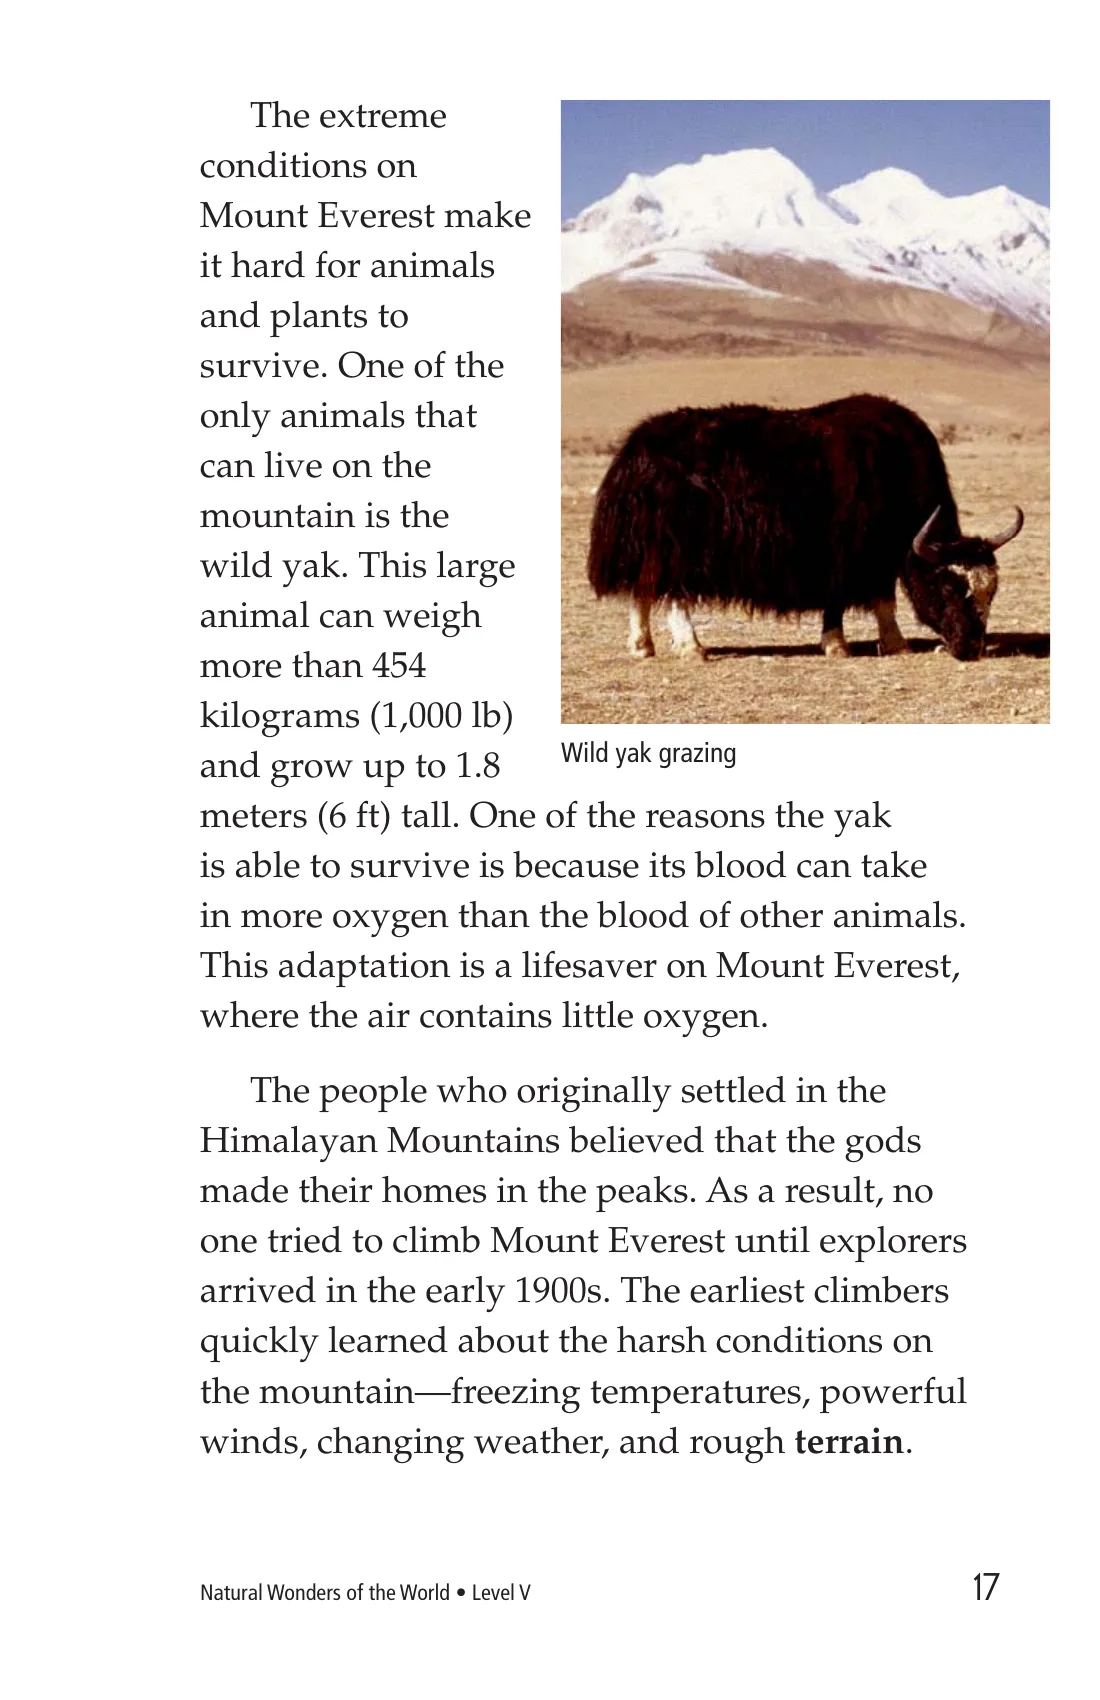 The extreme
conditions on
Mount Everest make
it hard for animals
and plants to
survive. One of the
only animals that
can live on the
mountain is the
wild yak. This large
animal can weigh
more than 454
kilograms (1,000 lb)
and grow up to 1.8
meters (6 ft) tall. One of the reasons the yak
is able to survive is because its blood can take
in more oxygen than the blood of other animals.
This adaptation is a lifesaver on Mount Everest,
where the air contains little oxygen.
Wild yak grazing
The people who originally settled in the
Himalayan Mountains believed that the gods
made their homes in the peaks. As a result, no
one tried to climb Mount Everest until explorers
arrived in the early 1900s. The earliest climbers
quickly learned about the harsh conditions on
the mountain—freezing temperatures, powerful
winds, changing weather, and rough terrain.
Natural Wonders of the World • Level V
17